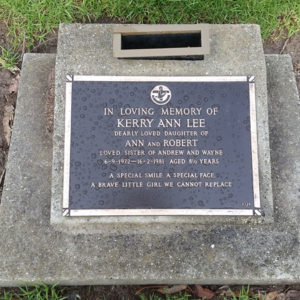 IN LOVING MEMORY OF
KERRY ANN LEE
DEARLY LOVED DAUGHTER OF
ANN AND ROBERT
LOVED SISTER OF ANDREW AND WAYNE
6-9-1972–16-2-1981 AGED 8½ YEARS
A SPECIAL SMILE A SPECIAL FACE
A BRAVE LITTLE GIRL WE CANNOT REPLACE